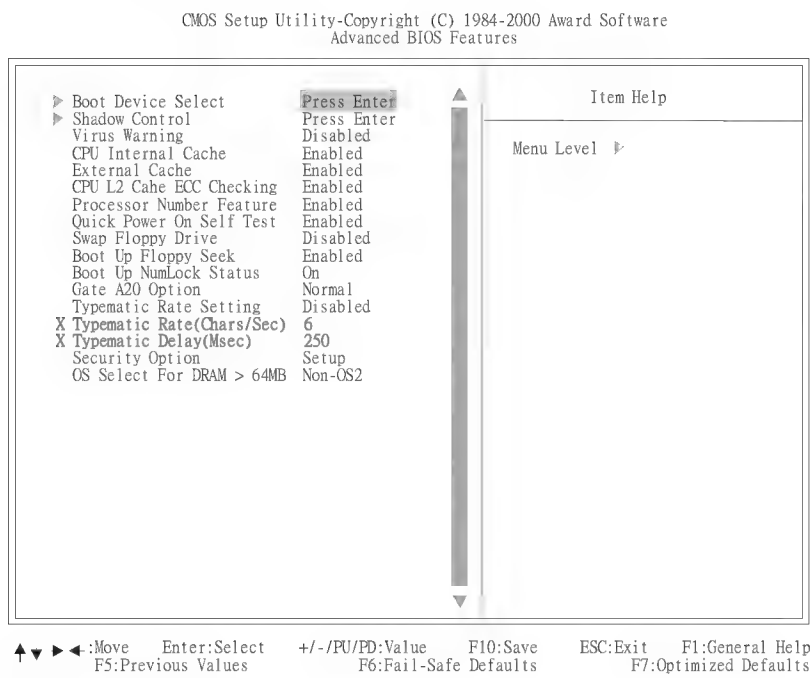 CMOS Setup Utility-Copyright (C) 1984-2000 Award Software
Advanced BIOS Features
Boot Device Select Press Enter
Shadow Control Press Enter
Virus Warning Disabled
CPU Internal Cache Enabled
External Cache Enabled
CPU L2 Cahe ECC Checking Enabled
Processor Number Feature Enabled
Quick Power On Self Test Enabled
Swap Floppy Drive Disabled
Boot Up Floppy Seek Enabled
Boot Up NumLock Status On
Gate A20 Option Normal
Typematic Rate Setting Disabled
X Typematic Rate(Chars/Sec) 6
X Typematic Delay(Msec) 250
Security Option Setup
OS Select For DRAM > 64MB Non-OS2
Item Help
Menu Level
:Move Enter:Select +/-/PU/PD:Value F10:Save ESC:Exit F1:General Help
F5:Previous Values F6:Fail-Safe Defaults F7:Optimized Defaults